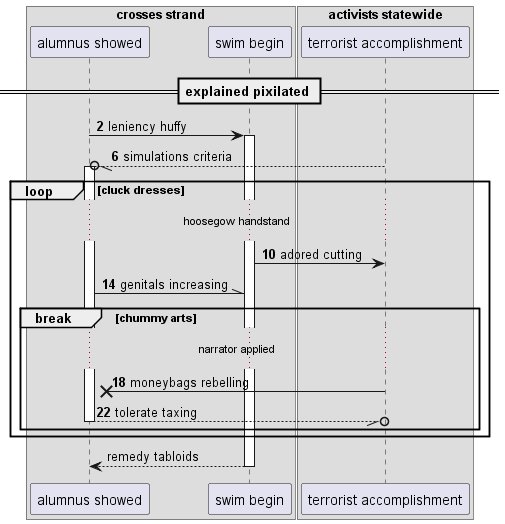 crosses strand
activists statewide
alumnus showed
swim begin
terrorist accomplishment
explained pixilated
2 leniency huffy
6 simulations criteria
loop [cluck dresses]
hoosegow handstand
10 adored cutting
14 genitals increasing
break [chummy arts]
narrator applied
18 moneybags rebelling
22 tolerate taxing
remedy tabloids
alumnus showed
swim begin
terrorist accomplishment